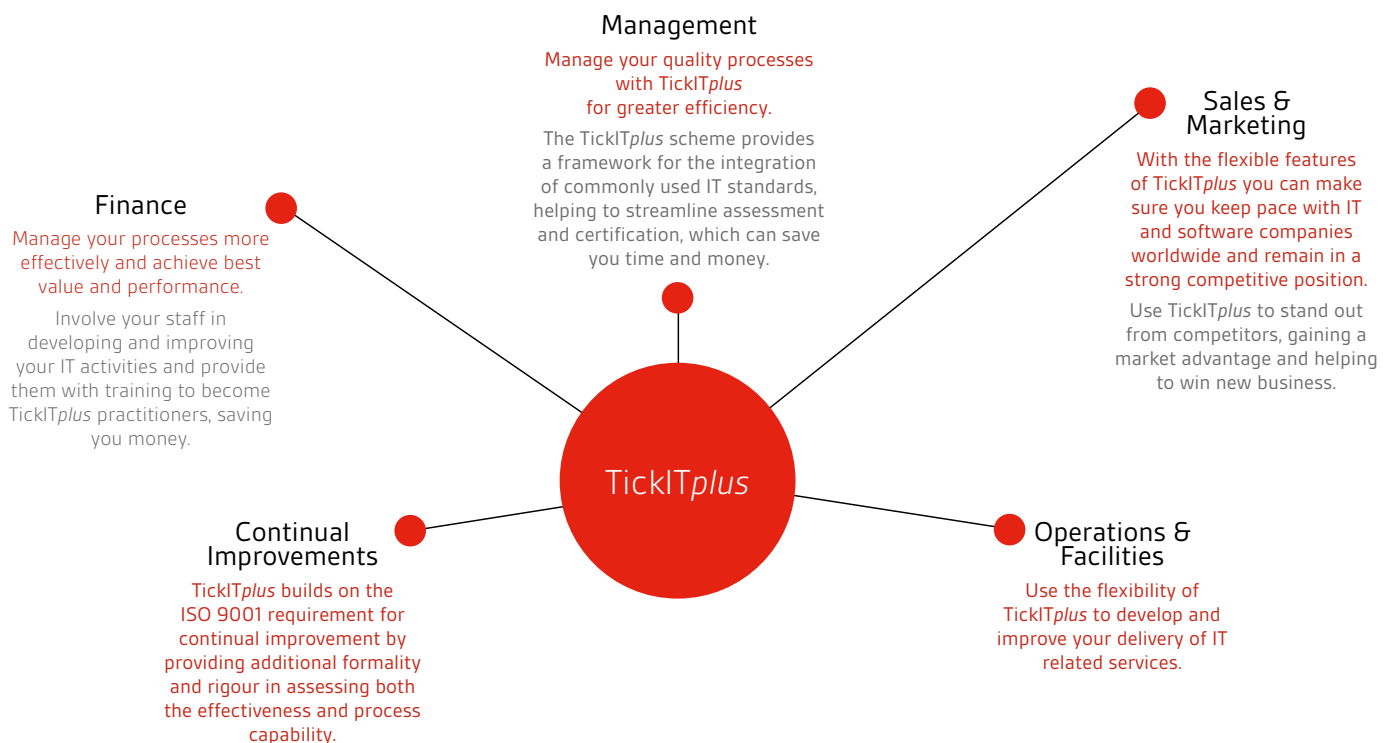 Management
Manage your quality processes
with TickITplus
for greater efficiency.
The TickITplus scheme provides
a framework for the integration
of commonly used IT standards,
helping to streamline assessment
and certification, which can save
you time and money.
Sales &
Marketing
With the flexible features
of TickITplus you can make
sure you keep pace with IT
and software companies
worldwide and remain in a
strong competitive position.
Use TickITplus to stand out
from competitors, gaining a
market advantage and helping
to win new business.
Finance
Manage your processes more
effectively and achieve best
value and performance.
Involve your staff in
developing and improving
your IT activities and provide
them with training to become
TickITplus practitioners, saving
you money.
TickITplus
Continual
Improvements
TickITplus builds on the
ISO 9001 requirement for
continual improvement by
providing additional formality
and rigour in assessing both
the effectiveness and process
capability.
Operations &
Facilities
Use the flexibility of
TickITplus to develop and
improve your delivery of IT
related services.